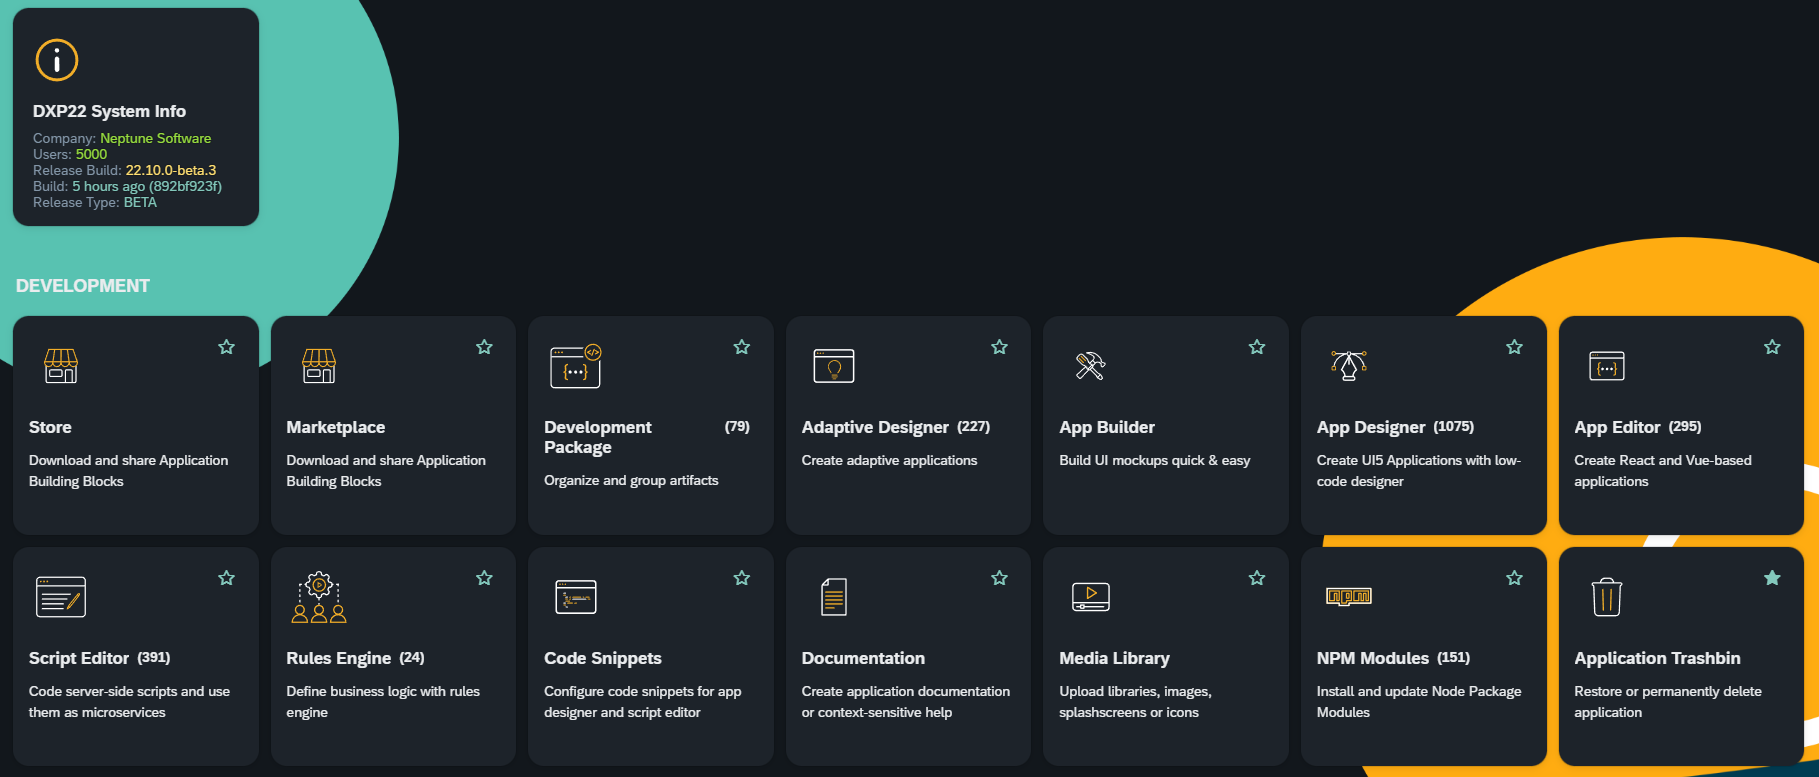 DXP22 System Info
Company: Neptune Software
Users: 5000
Release Build: 22.10.0-beta.3
Build: 5 hours ago (892bf923f)
Release Type: BETA
DEVELOPMENT
Store
Download and share Application
Building Blocks
Marketplace
Download and share Application
Building Blocks
Development (79)
Package
Organize and group artifacts
Adaptive Designer (227)
Create adaptive applications
App Builder
Build UI mockups quick & easy
App Designer (1075)
Create UI5 Applications with low-
code designer
App Editor (295)
Create React and Vue-based
applications
Script Editor (391)
Code server-side scripts and use
them as microservices
Rules Engine (24)
Define business logic with rules
engine
Code Snippets
Configure code snippets for app
designer and script editor
Documentation
Create application documentation
or context-sensitive help
Media Library
Upload libraries, images,
splashscreens or icons
npm
NPM Modules (151)
Install and update Node Package
Modules
Application Trashbin
Restore or permanently delete
application